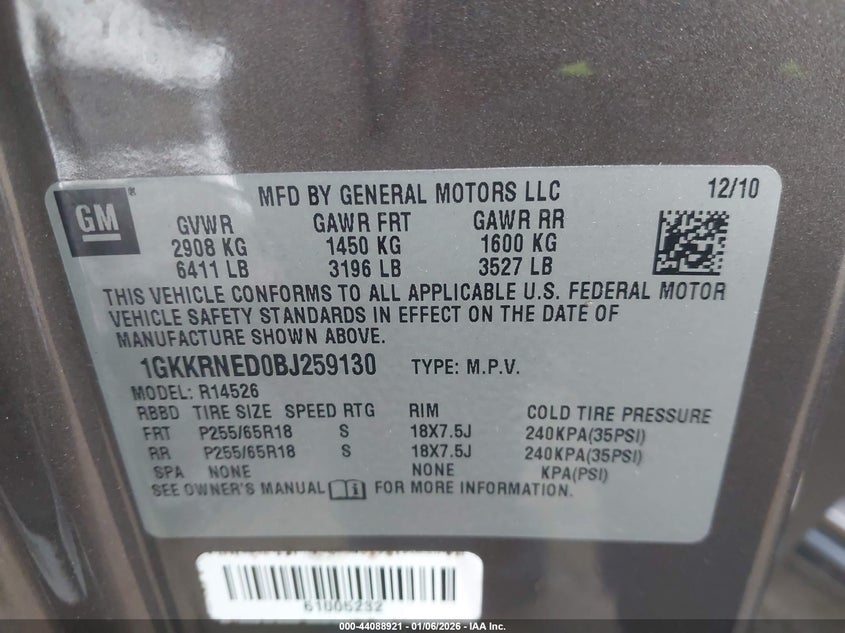 GM
MFD BY GENERAL MOTORS LLC 12/10
GVWR GAWR FRT GAWR RR
2908 KG 1450 KG 1600 KG
6411 LB 3196 LB 3527 LB
THIS VEHICLE CONFORMS TO ALL APPLICABLE U.S. FEDERAL MOTOR
VEHICLE SAFETY STANDARDS IN EFFECT ON THE DATE OF
MANUFACTURE SHOWN ABOVE.
1GKKRNED0BJ259130 TYPE: M.P.V.
MODEL: R14526
RBBD TIRE SIZE SPEED RTG RIM COLD TIRE PRESSURE
FRT P255/65R18 S 18X7.5J 240KPA(35PSI)
RR P255/65R18 S 18X7.5J 240KPA(35PSI)
SPA NONE NONE KPA(PSI)
SEE OWNER'S MANUAL FOR MORE INFORMATION.
000-44088921 - 01/06/2026 - IAA Inc.